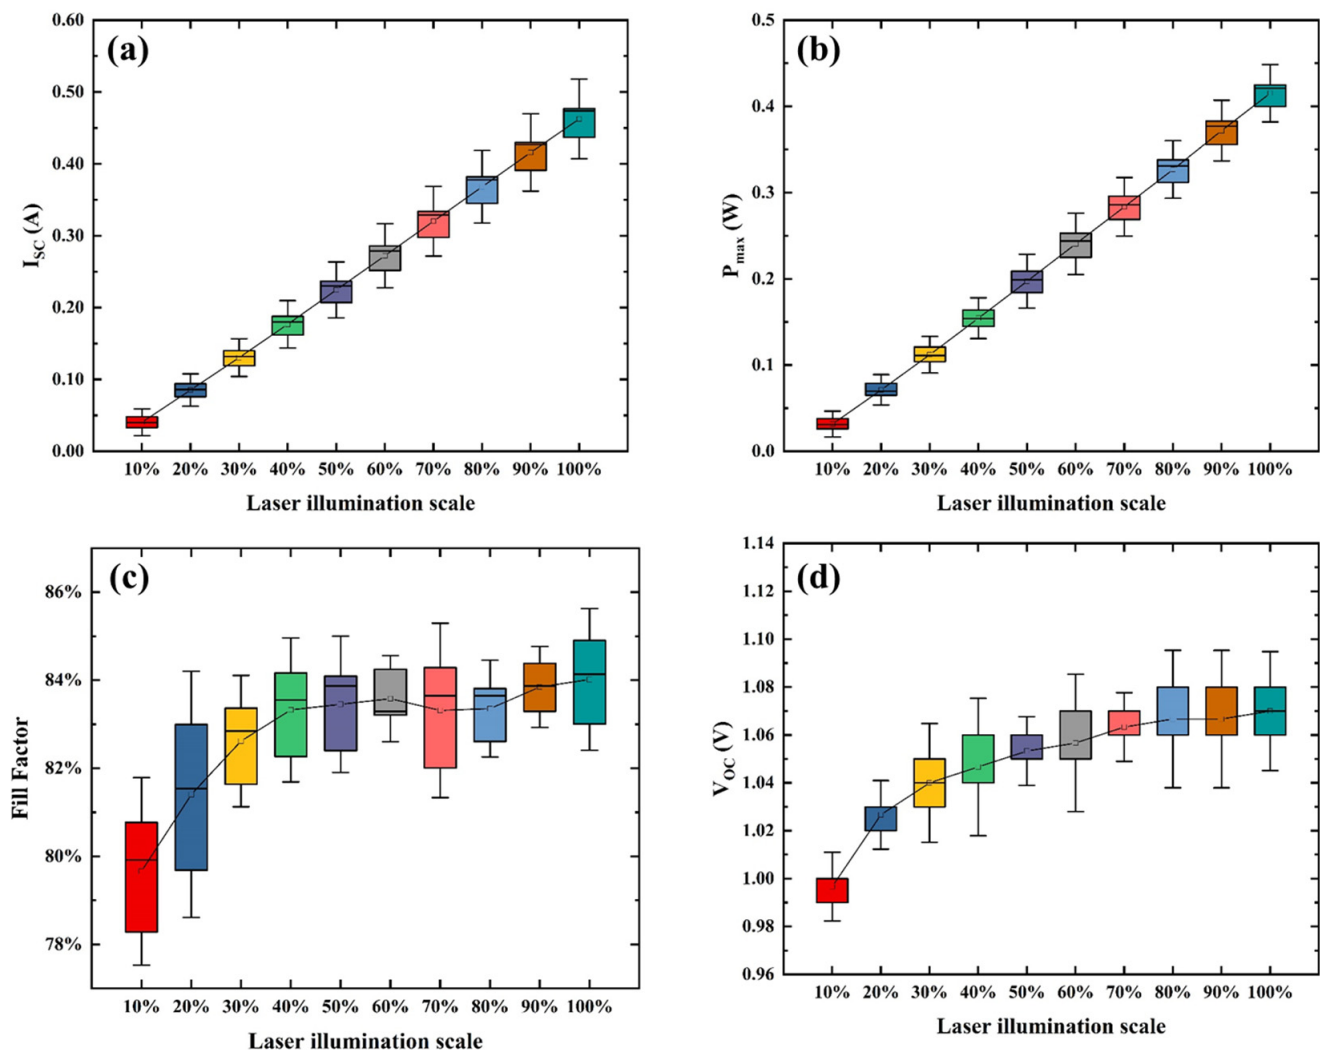 (a)
I_SC (A)
0.60
0.50
0.40
0.30
0.20
0.10
0.00
10% 20% 30% 40% 50% 60% 70% 80% 90% 100%
Laser illumination scale
(b)
P_max (W)
0.5
0.4
0.3
0.2
0.1
0.0
10% 20% 30% 40% 50% 60% 70% 80% 90% 100%
Laser illumination scale
(c)
Fill Factor
86%
84%
82%
80%
78%
10% 20% 30% 40% 50% 60% 70% 80% 90% 100%
Laser illumination scale
(d)
V_OC (V)
1.14
1.12
1.10
1.08
1.06
1.04
1.02
1.00
0.98
0.96
10% 20% 30% 40% 50% 60% 70% 80% 90% 100%
Laser illumination scale